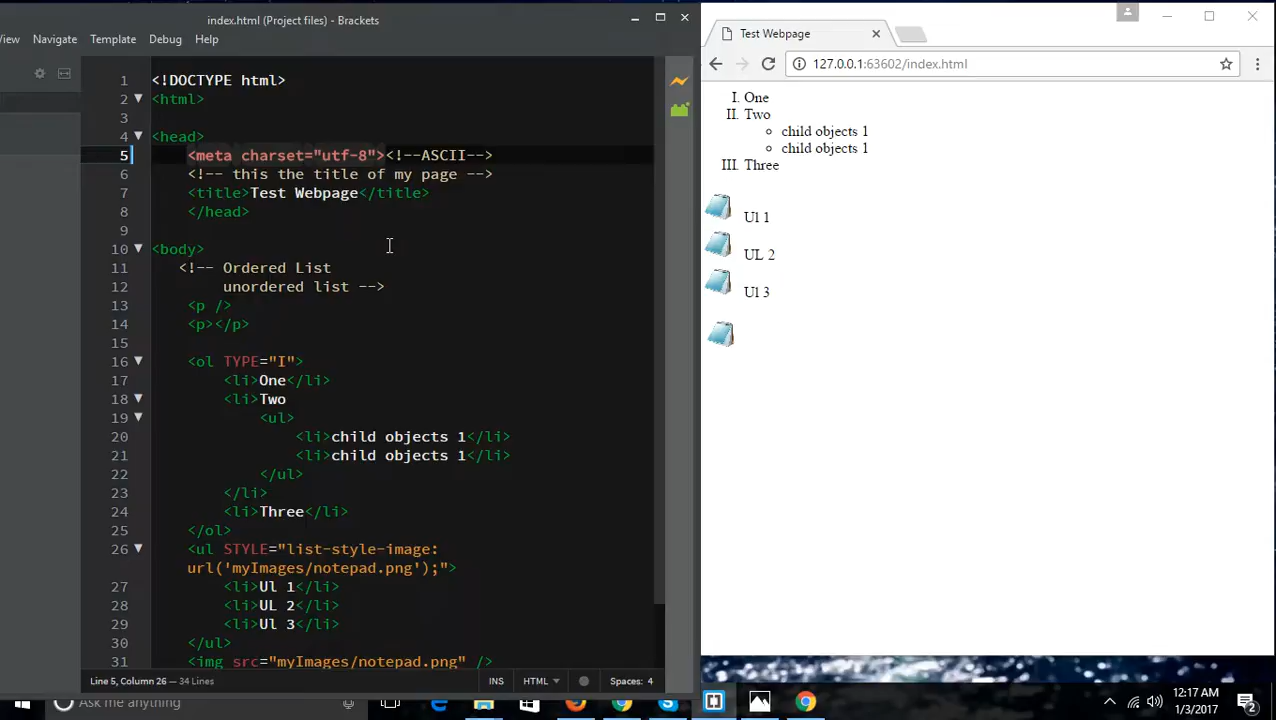 index.html (Project files) - Brackets
View Navigate Template Debug Help
1 <!DOCTYPE html>
2 <html>
3
4 <head>
5 <meta charset="utf-8"><!--ASCII-->
6 <!-- this the title of my page -->
7 <title>Test Webpage</title>
8 </head>
9
10 <body>
11 <!-- Ordered List
12 unordered list -->
13 <p />
14 <p></p>
15
16 <ol TYPE="I">
17 <li>One</li>
18 <li>Two
19 <ul>
20 <li>child objects 1</li>
21 <li>child objects 1</li>
22 </ul>
23 </li>
24 <li>Three</li>
25 </ol>
26 <ul STYLE="list-style-image:
url('myImages/notepad.png');">
27 <li>Ul 1</li>
28 <li>UL 2</li>
29 <li>Ul 3</li>
30 </ul>
31 <img src="myImages/notepad.png" />
Line 5, Column 26 - 34 Lines
INS HTML Spaces: 4
Test Webpage
127.0.0.1:63602/index.html
I. One
II. Two
child objects 1
child objects 1
III. Three
Ul 1
UL 2
Ul 3
Ask me anything
12:17 AM
1/3/2017
2